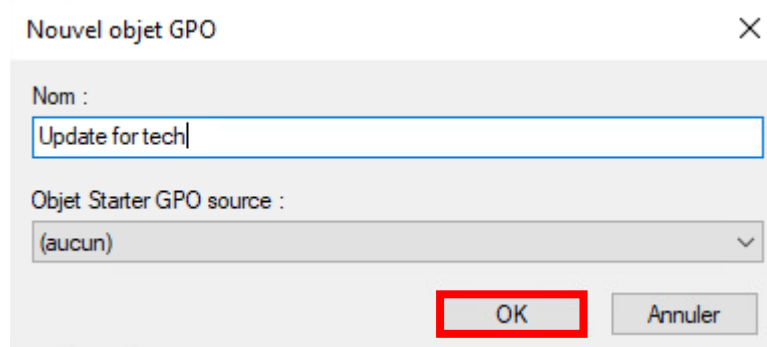 Nouvel objet GPO
Nom :
Update for tech
Objet Starter GPO source :
(aucun)
OK Annuler